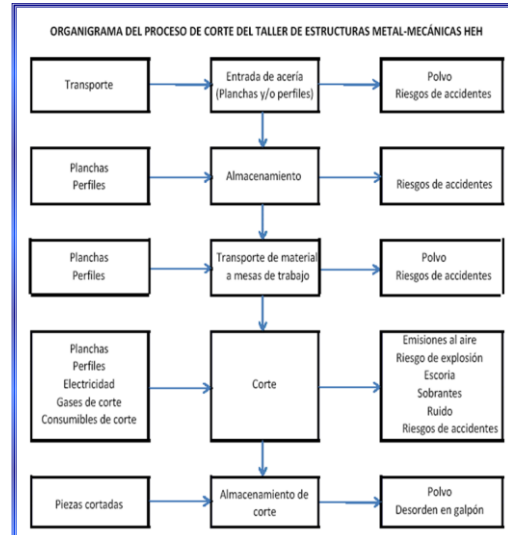 ORGANIGRAMA DEL PROCESO DE CORTE DEL TALLER DE ESTRUCTURAS METAL-MECÁNICAS HEH
Transporte
Entrada de acería
(Planchas y/o perfiles)
Polvo
Riesgos de accidentes
Planchas
Perfiles
Almacenamiento
Riesgos de accidentes
Planchas
Perfiles
Transporte de material
a mesas de trabajo
Polvo
Riesgos de accidentes
Planchas
Perfiles
Electricidad
Gases de corte
Consumibles de corte
Corte
Emisiones al aire
Riesgo de explosión
Escoria
Sobrantes
Ruido
Riesgos de accidentes
Piezas cortadas
Almacenamiento de
corte
Polvo
Desorden en galpón